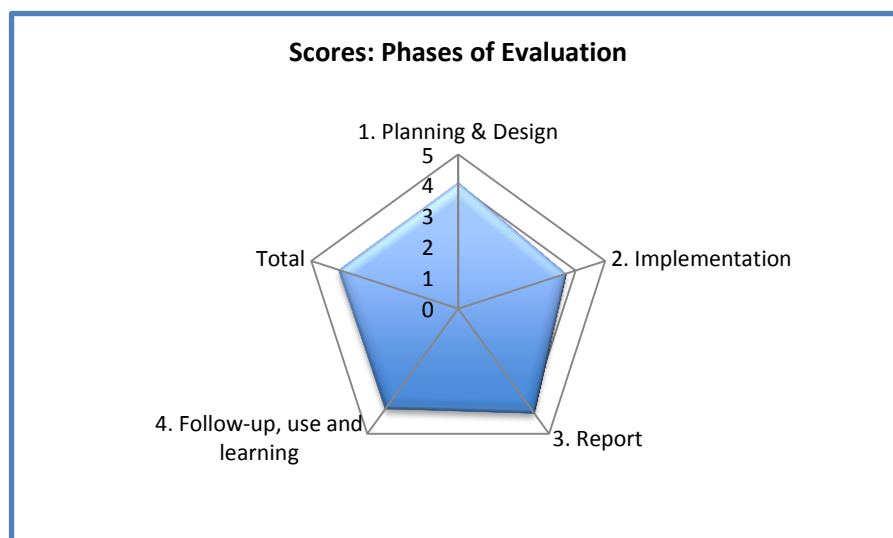 Scores: Phases of Evaluation
1. Planning & Design
5
4
3
2
1
0
Total
2. Implementation
4. Follow-up, use and
learning
3. Report